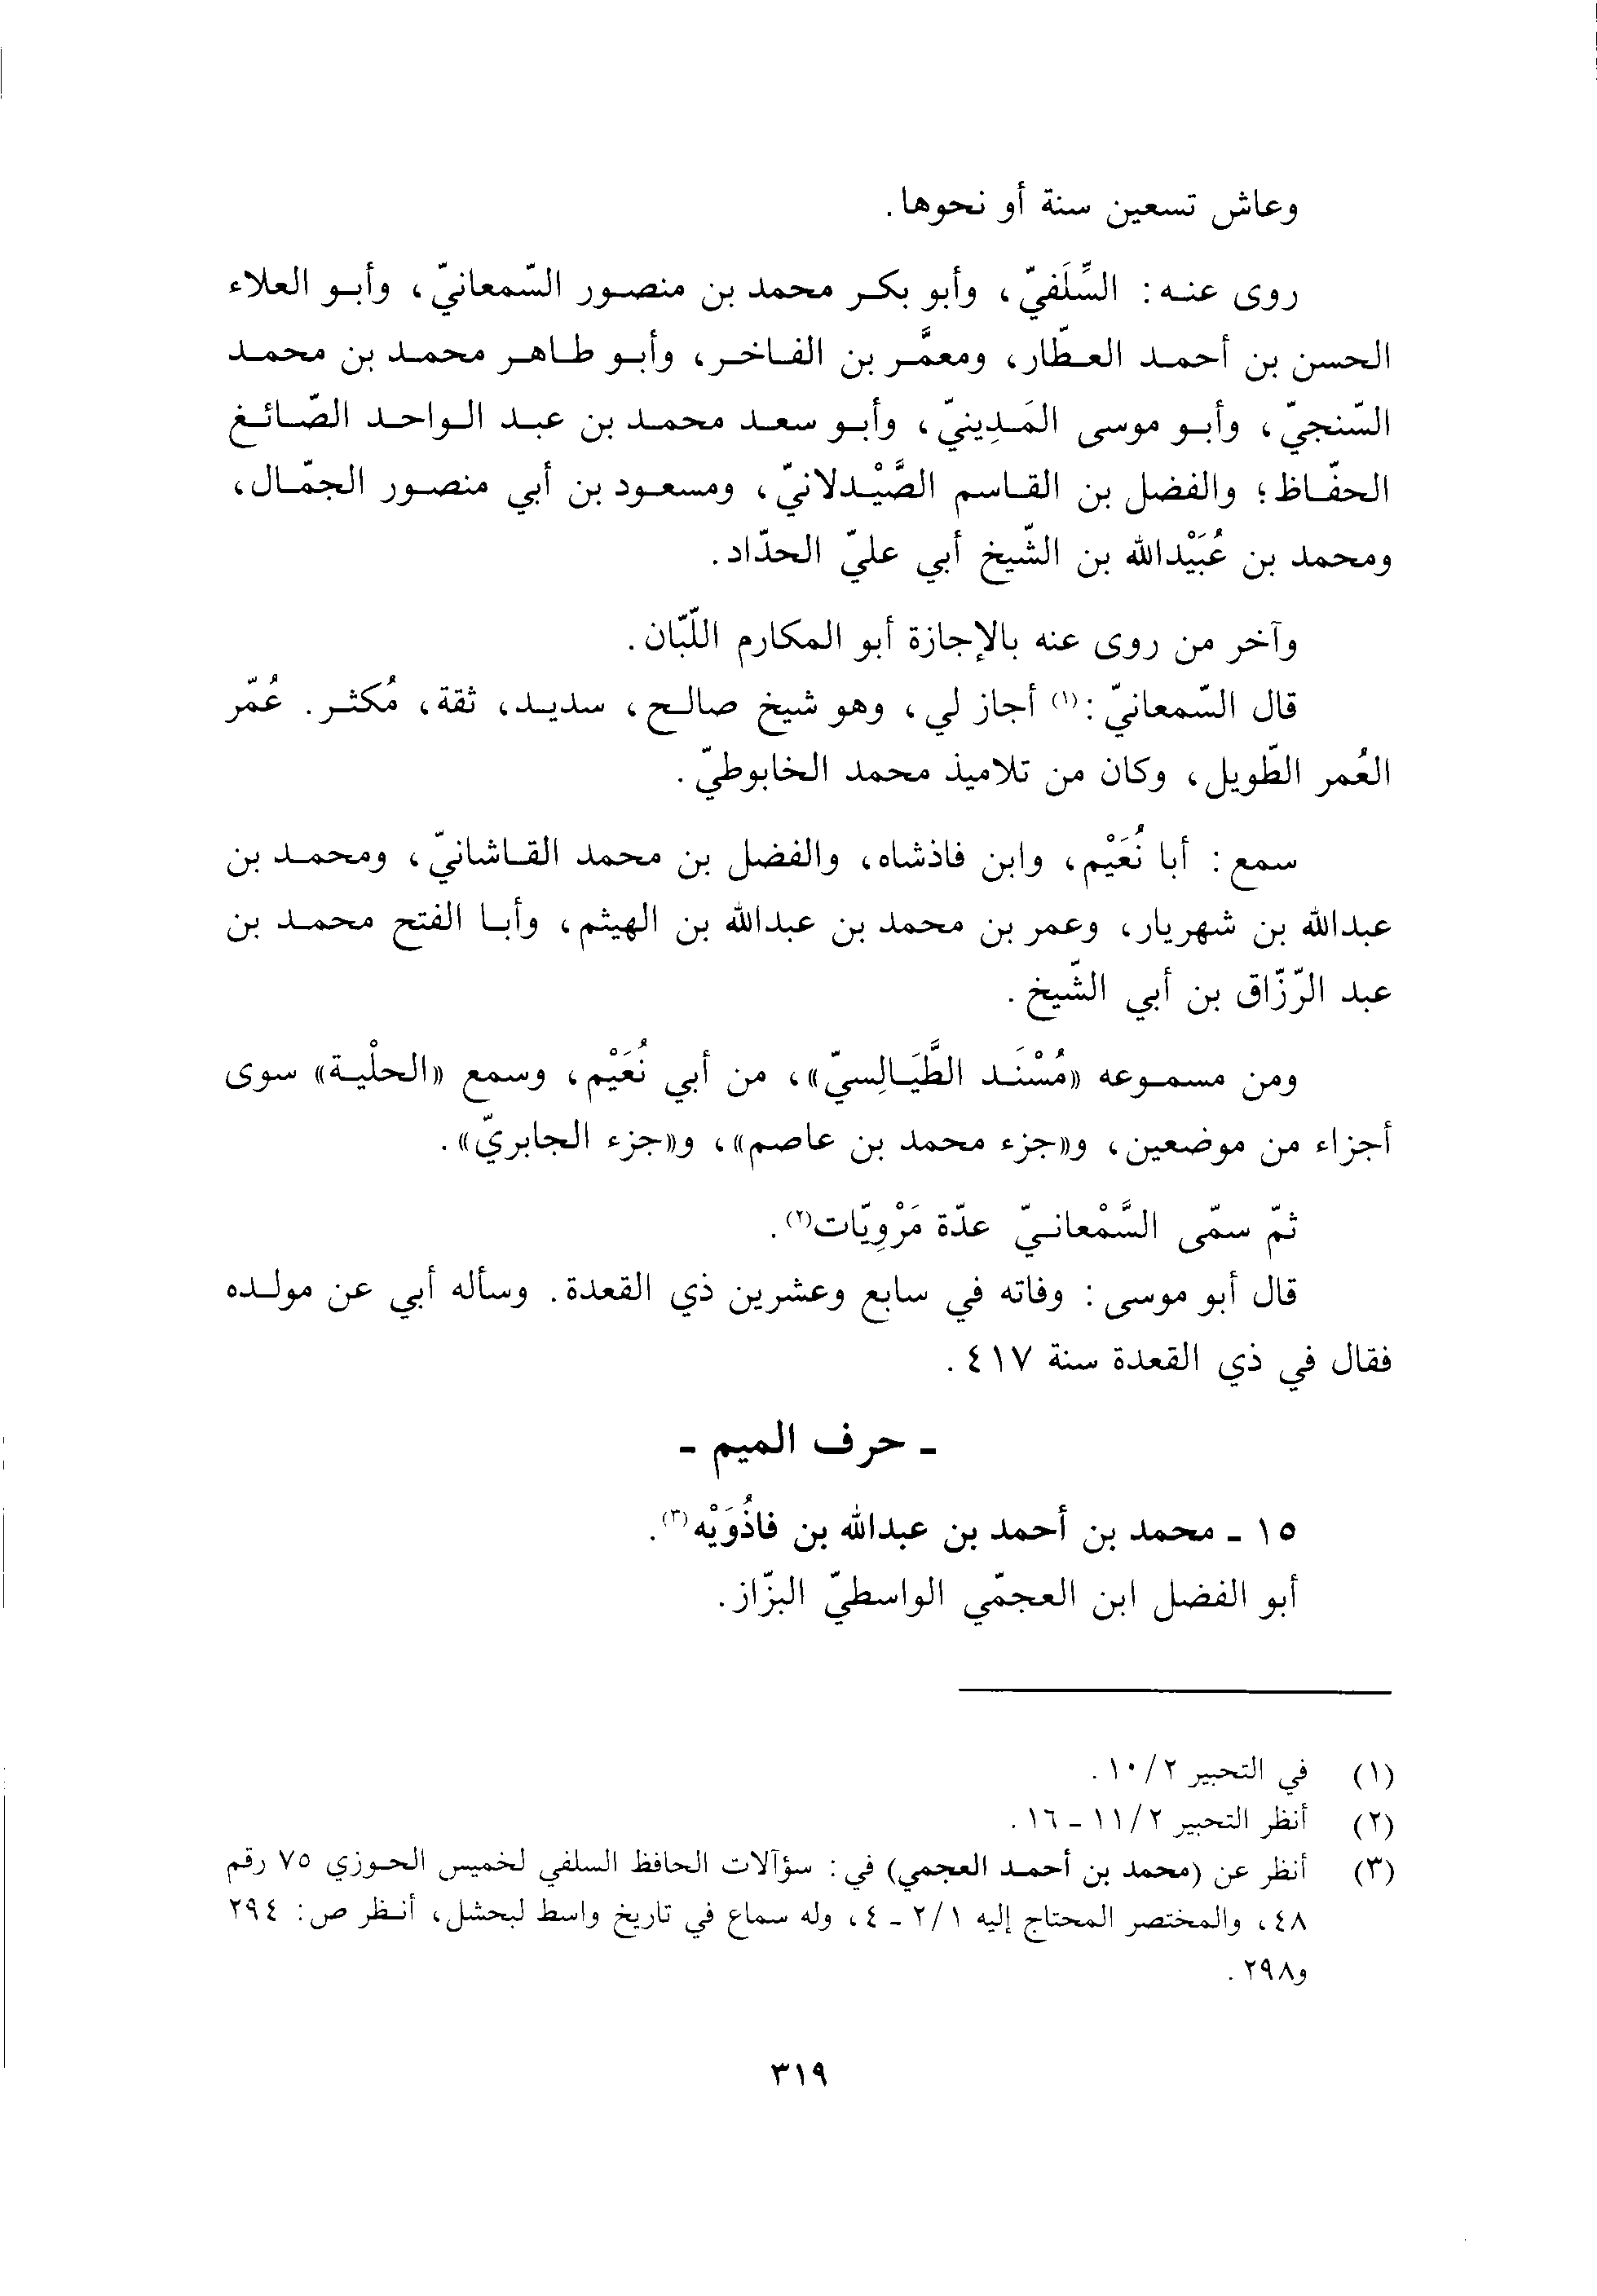 وعاش تسعين سنة أو نحوها.
روى عنه: السِّلَفيّ، وأبو بكر محمد بن منصور السّمعانيّ، وأبو العلاء
الحسن بن أحمد العطّار، ومعمَّر بن الفاخر، وأبو طاهر محمد بن محمد
السّنجيّ، وأبو موسى المَدِينيّ، وأبو سعد محمد بن عبد الواحد الصّائغ
الحفّاظ؛ والفضل بن القاسم الصَّيْدلانيّ، ومسعود بن أبي منصور الجمّال،
ومحمد بن عُبَيْدالله بن الشّيخ أبي عليّ الحدّاد.
وآخر من روى عنه بالإجازة أبو المكارم اللّبّان.
قال السّمعانيّ:(١) أجاز لي، وهو شيخ صالح، سديد، ثقة، مُكثر. عُمّر
العُمر الطّويل، وكان من تلاميذ محمد الخابوطيّ.
سمع: أبا نُعَيْم، وابن فاذشاه، والفضل بن محمد القاشانيّ، ومحمد بن
عبدالله بن شهريار، وعمر بن محمد بن عبدالله بن الهيثم، وأبا الفتح محمد بن
عبد الرّزّاق بن أبي الشّيخ.
ومن مسموعه «مُسْنَد الطَّيَالِسيّ»، من أبي نُعَيْم، وسمع «الحلْية» سوى
أجزاء من موضعين، و«جزء محمد بن عاصم»، و«جزء الجابريّ».
ثمّ سمّى السَّمْعانيّ عدّة مَرْوِيّات(٢).
قال أبو موسى: وفاته في سابع وعشرين ذي القعدة. وسأله أبي عن مولده
فقال في ذي القعدة سنة ٤١٧.
ـ حرف الميم ـ
١٥ ـ محمد بن أحمد بن عبدالله بن فاذُوَيْه(٣).
أبو الفضل ابن العجمّي الواسطيّ البزّاز.
(١) في التحبير ١٠/٢.
(٢) أنظر التحبير ١١/٢ ـ ١٦.
(٣) أنظر عن (محمد بن أحمد العجمي) في: سؤآلات الحافظ السلفي لخميس الحوزي ٧٥ رقم
٤٨، والمختصر المحتاج إليه ٢/١ ـ ٤، وله سماع في تاريخ واسط لبحشل، أنظر ص: ٢٩٤
و٢٩٨.
٣١٩